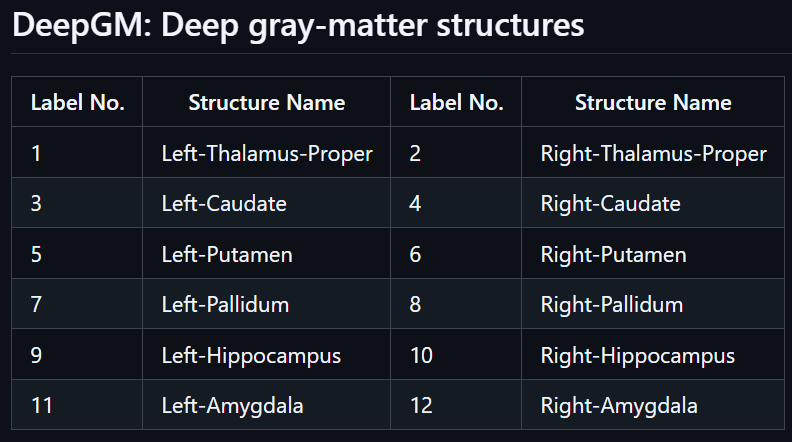 DeepGM: Deep gray-matter structures
Label No. Structure Name Label No. Structure Name
1 Left-Thalamus-Proper 2 Right-Thalamus-Proper
3 Left-Caudate 4 Right-Caudate
5 Left-Putamen 6 Right-Putamen
7 Left-Pallidum 8 Right-Pallidum
9 Left-Hippocampus 10 Right-Hippocampus
11 Left-Amygdala 12 Right-Amygdala